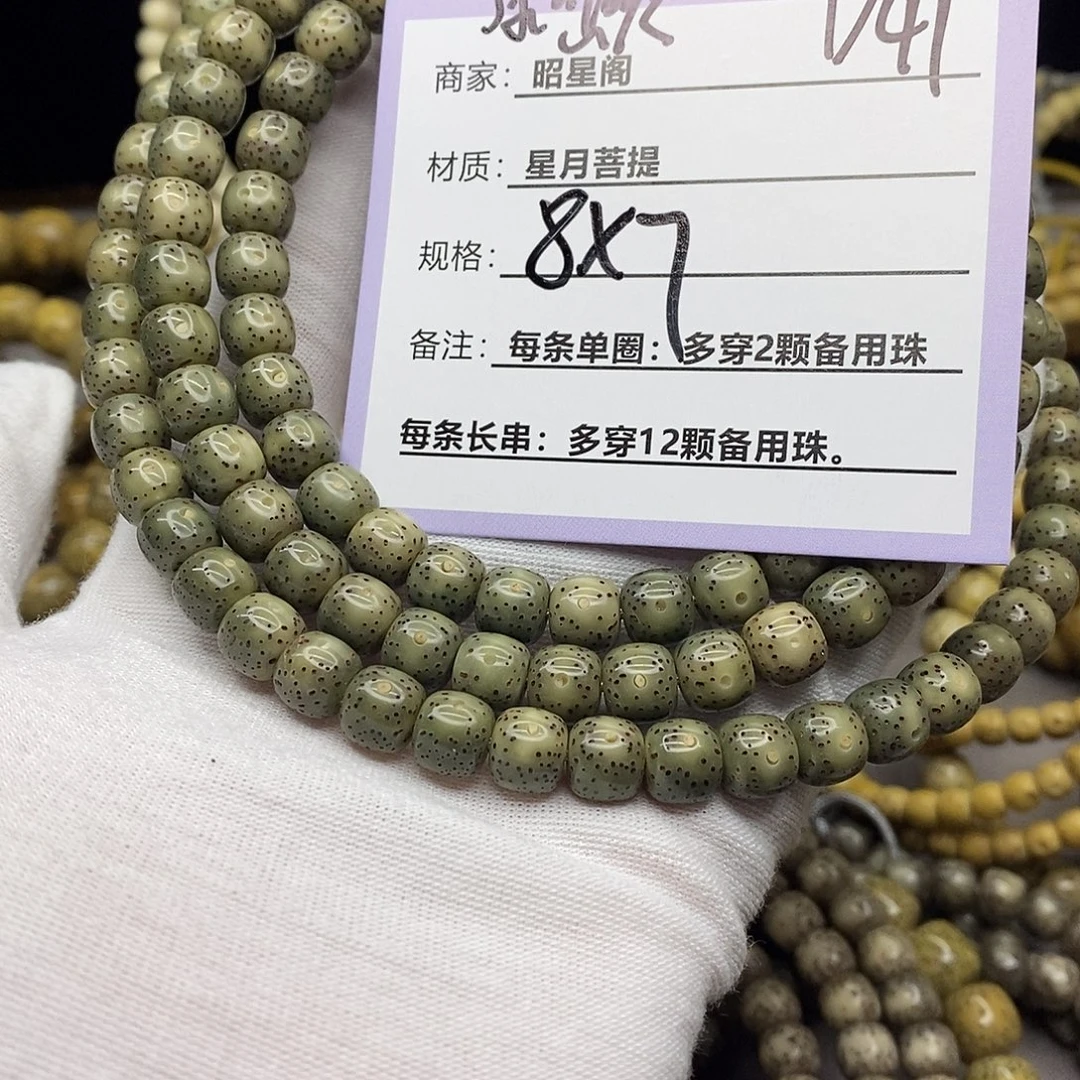 1741
商家：昭星阁
材质：星月菩提
规格：8X7
备注：每条单圈：多穿2颗备用珠
每条长串：多穿12颗备用珠。